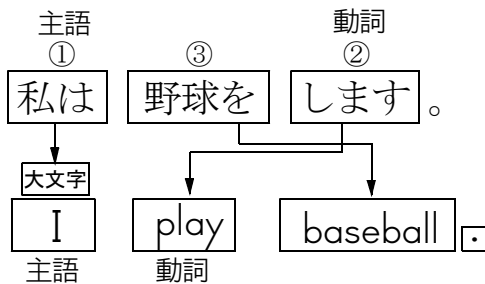 主語 動詞
① ③ ②
私は 野球を します 。
大文字
I play baseball .
主語 動詞